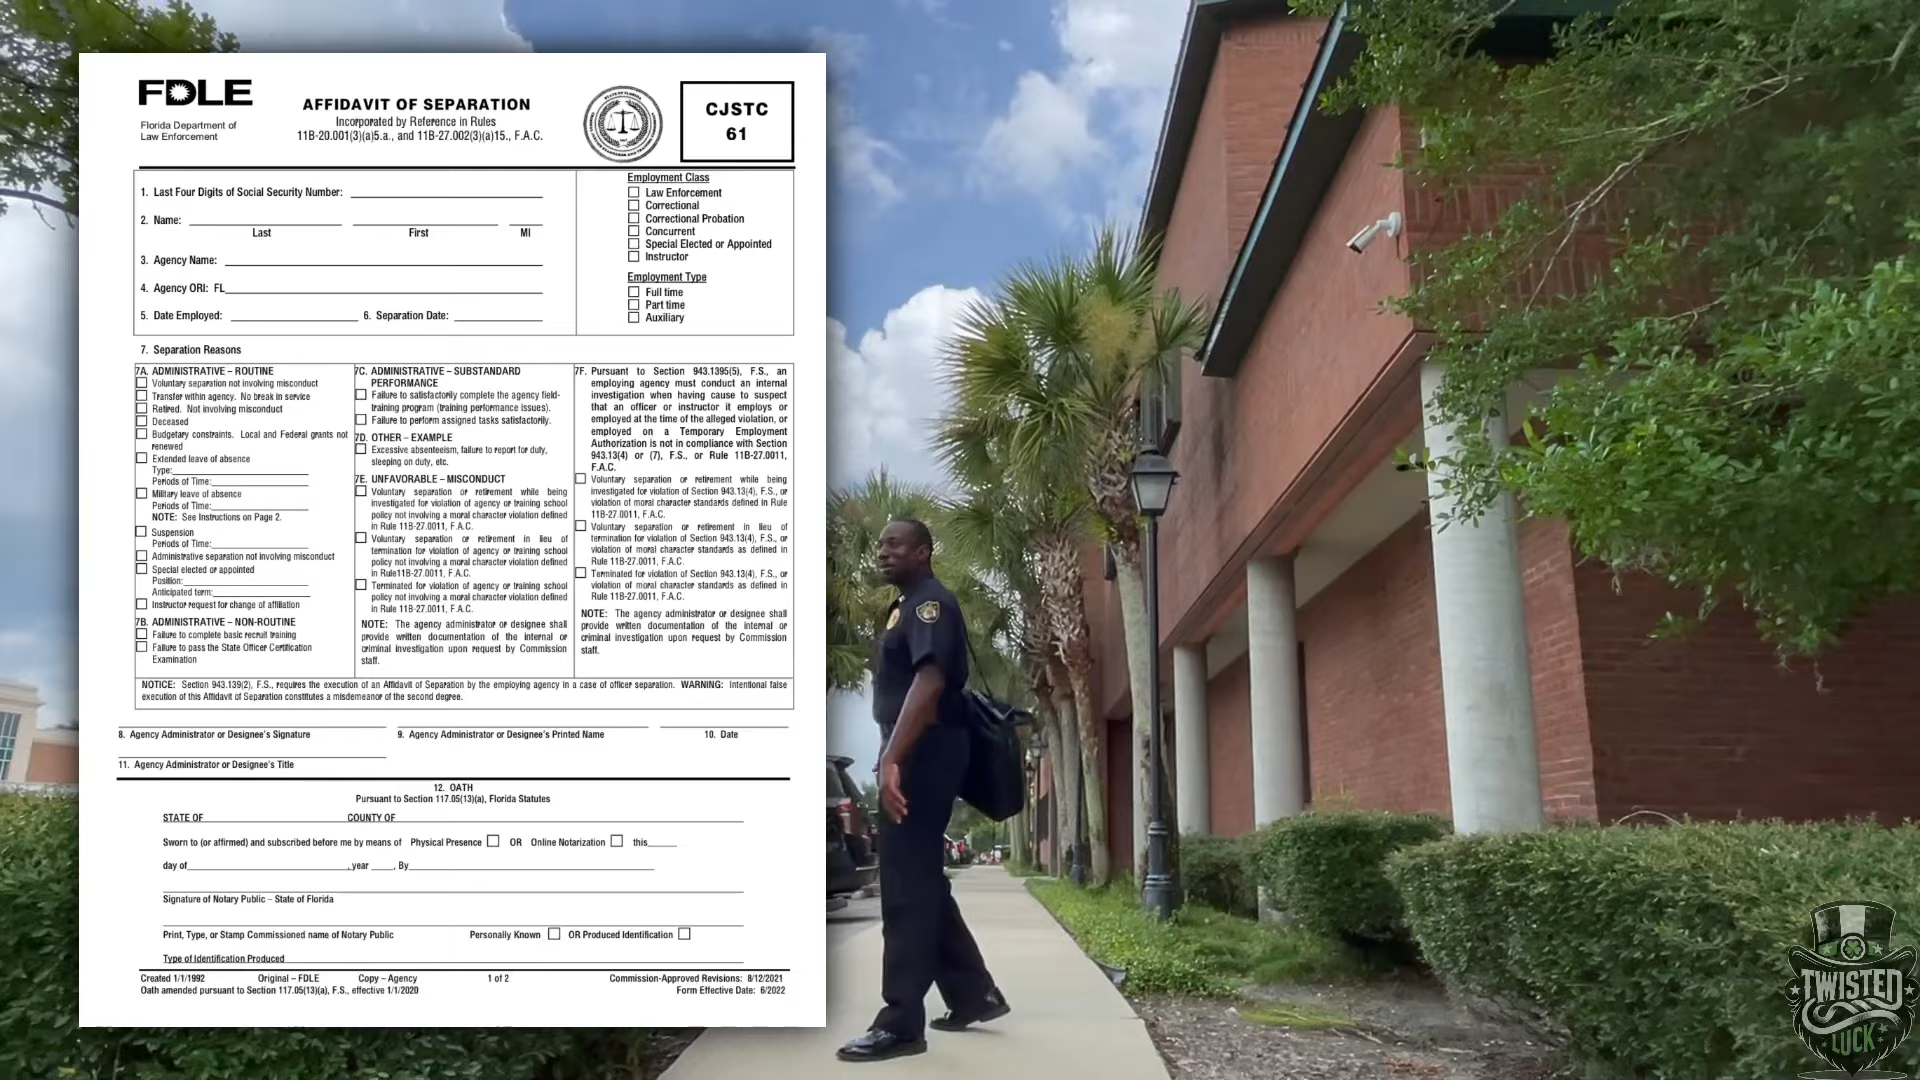 FDLE
Florida Department of
Law Enforcement
AFFIDAVIT OF SEPARATION
Incorporated by Reference in Rules
11B-20.001(3)(a)5.a., and 11B-27.002(3)(a)15., F.A.C.
CJSTC
61
1. Last Four Digits of Social Security Number:
2. Name:
Last First MI
3. Agency Name:
4. Agency ORI: FL
5. Date Employed: 6. Separation Date:
Employment Class
Law Enforcement
Correctional
Correctional Probation
Concurrent
Special Elected or Appointed
Instructor
Employment Type
Full time
Part time
Auxiliary
7. Separation Reasons
7A. ADMINISTRATIVE – ROUTINE
Voluntary separation not involving misconduct
Transfer within agency. No break in service
Retired. Not involving misconduct
Deceased
Budgetary constraints. Local and Federal grants not
renewed
Extended leave of absence
Type:
Periods of Time:
Military leave of absence
Periods of Time:
NOTE: See Instructions on Page 2.
Suspension
Periods of Time:
Administrative separation not involving misconduct
Special elected or appointed
Position:
Anticipated term:
Instructor request for change of affiliation
7B. ADMINISTRATIVE – NON-ROUTINE
Failure to complete basic recruit training
Failure to pass the State Officer Certification
Examination
7C. ADMINISTRATIVE – SUBSTANDARD
PERFORMANCE
Failure to satisfactorily complete the agency field-
training program (training performance issues).
Failure to perform assigned tasks satisfactorily.
7D. OTHER – EXAMPLE
Excessive absenteeism, failure to report for duty,
sleeping on duty, etc.
7E. UNFAVORABLE – MISCONDUCT
Voluntary separation or retirement while being
investigated for violation of agency or training school
policy not involving a moral character violation defined
in Rule 11B-27.0011, F.A.C.
Voluntary separation or retirement in lieu of
termination for violation of agency or training school
policy not involving a moral character violation defined
in Rule11B-27.0011, F.A.C.
Terminated for violation of agency or training school
policy not involving a moral character violation defined
in Rule 11B-27.0011, F.A.C.
NOTE: The agency administrator or designee shall
provide written documentation of the internal or
criminal investigation upon request by Commission
staff.
7F. Pursuant to Section 943.1395(5), F.S., an
employing agency must conduct an internal
investigation when having cause to suspect
that an officer or instructor it employs or
employed at the time of the alleged violation, or
employed on a Temporary Employment
Authorization is not in compliance with Section
943.13(4) or (7), F.S., or Rule 11B-27.0011,
F.A.C.
Voluntary separation or retirement while being
investigated for violation of Section 943.13(4), F.S., or
violation of moral character standards defined in Rule
11B-27.0011, F.A.C.
Voluntary separation or retirement in lieu of
termination for violation of Section 943.13(4), F.S., or
violation of moral character standards as defined in
Rule 11B-27.0011, F.A.C.
Terminated for violation of Section 943.13(4), F.S., or
violation of moral character standards as defined in
Rule 11B-27.0011, F.A.C.
NOTE: The agency administrator or designee shall
provide written documentation of the internal or
criminal investigation upon request by Commission
staff.
NOTICE: Section 943.139(2), F.S., requires the execution of an Affidavit of Separation by the employing agency in a case of officer separation. WARNING: Intentional false
execution of this Affidavit of Separation constitutes a misdemeanor of the second degree.
8. Agency Administrator or Designee's Signature 9. Agency Administrator or Designee's Printed Name 10. Date
11. Agency Administrator or Designee's Title
12. OATH
Pursuant to Section 117.05(13)(a), Florida Statutes
STATE OF COUNTY OF
Sworn to (or affirmed) and subscribed before me by means of Physical Presence OR Online Notarization this
day of , year , By
Signature of Notary Public – State of Florida
Print, Type, or Stamp Commissioned name of Notary Public Personally Known OR Produced Identification
Type of Identification Produced
Created 1/1/1992 Original – FDLE Copy – Agency 1 of 2 Commission-Approved Revisions: 8/12/2021
Oath amended pursuant to Section 117.05(13)(a), F.S., effective 1/1/2020 Form Effective Date: 6/2022
TWISTED
LUCK